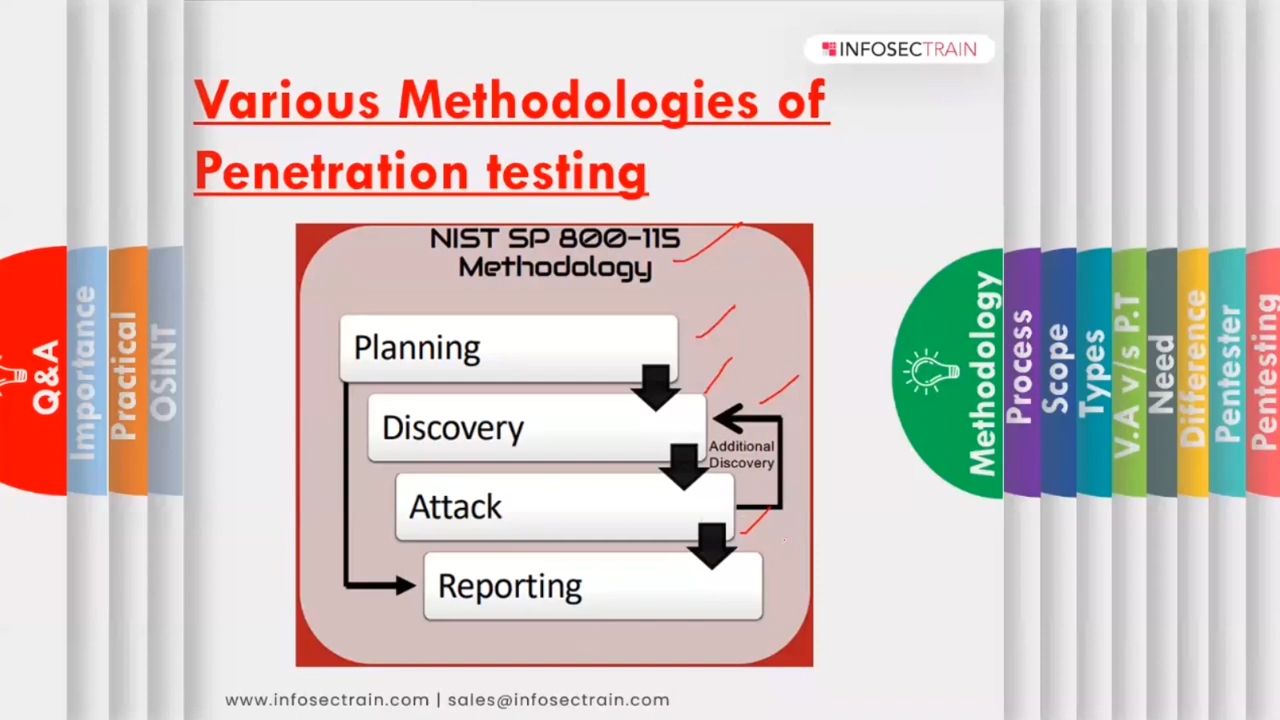 INFOSECTRAIN
Various Methodologies of
Penetration testing
NIST SP 800-115
Methodology
Planning
Discovery
Additional
Discovery
Attack
Reporting
Q&A
Importance
Practical
OSINT
Methodology
Process
Scope
Types
V.A v/s P.T
Need
Difference
Pentester
Pentesting
www.infosectrain.com | sales@infosectrain.com